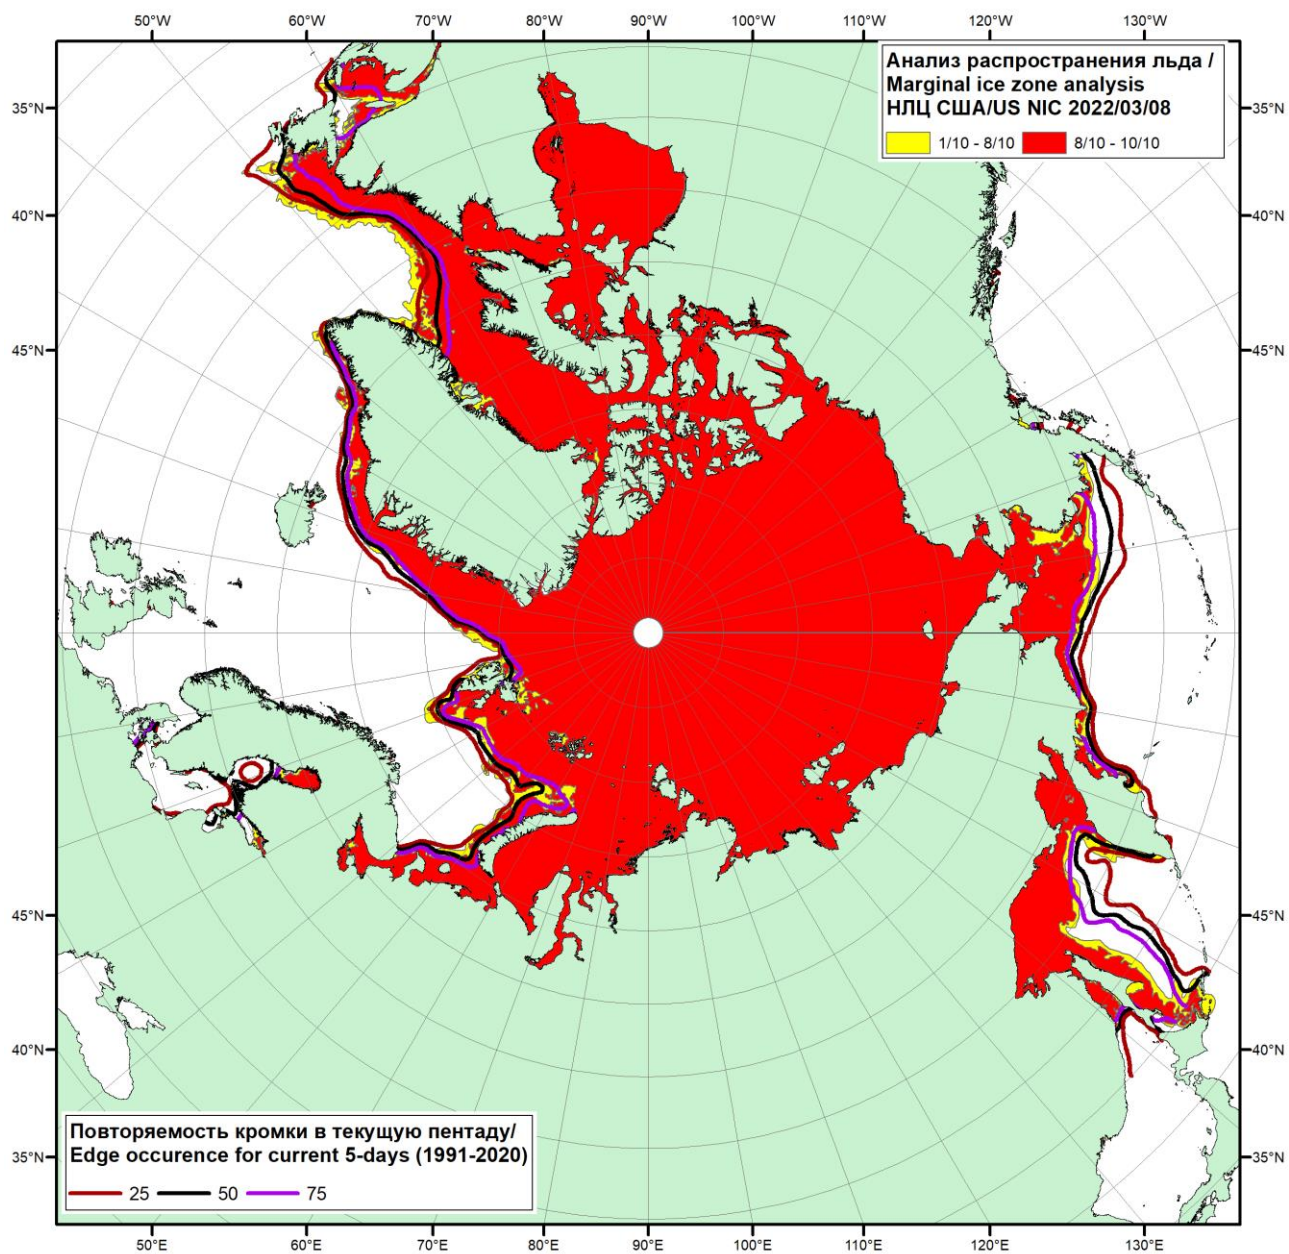 50°W 60°W 70°W 80°W 90°W 100°W 110°W 120°W 130°W
Анализ распространения льда /
Marginal ice zone analysis
НЛЦ США/US NIC 2022/03/08
1/10 - 8/10 8/10 - 10/10
35°N 35°N
40°N 40°N
45°N 45°N
45°N 45°N
40°N 40°N
Повторяемость кромки в текущую пентаду/
Edge occurence for current 5-days (1991-2020)
35°N 35°N
25 50 75
50°E 60°E 70°E 80°E 90°E 100°E 110°E 120°E 130°E